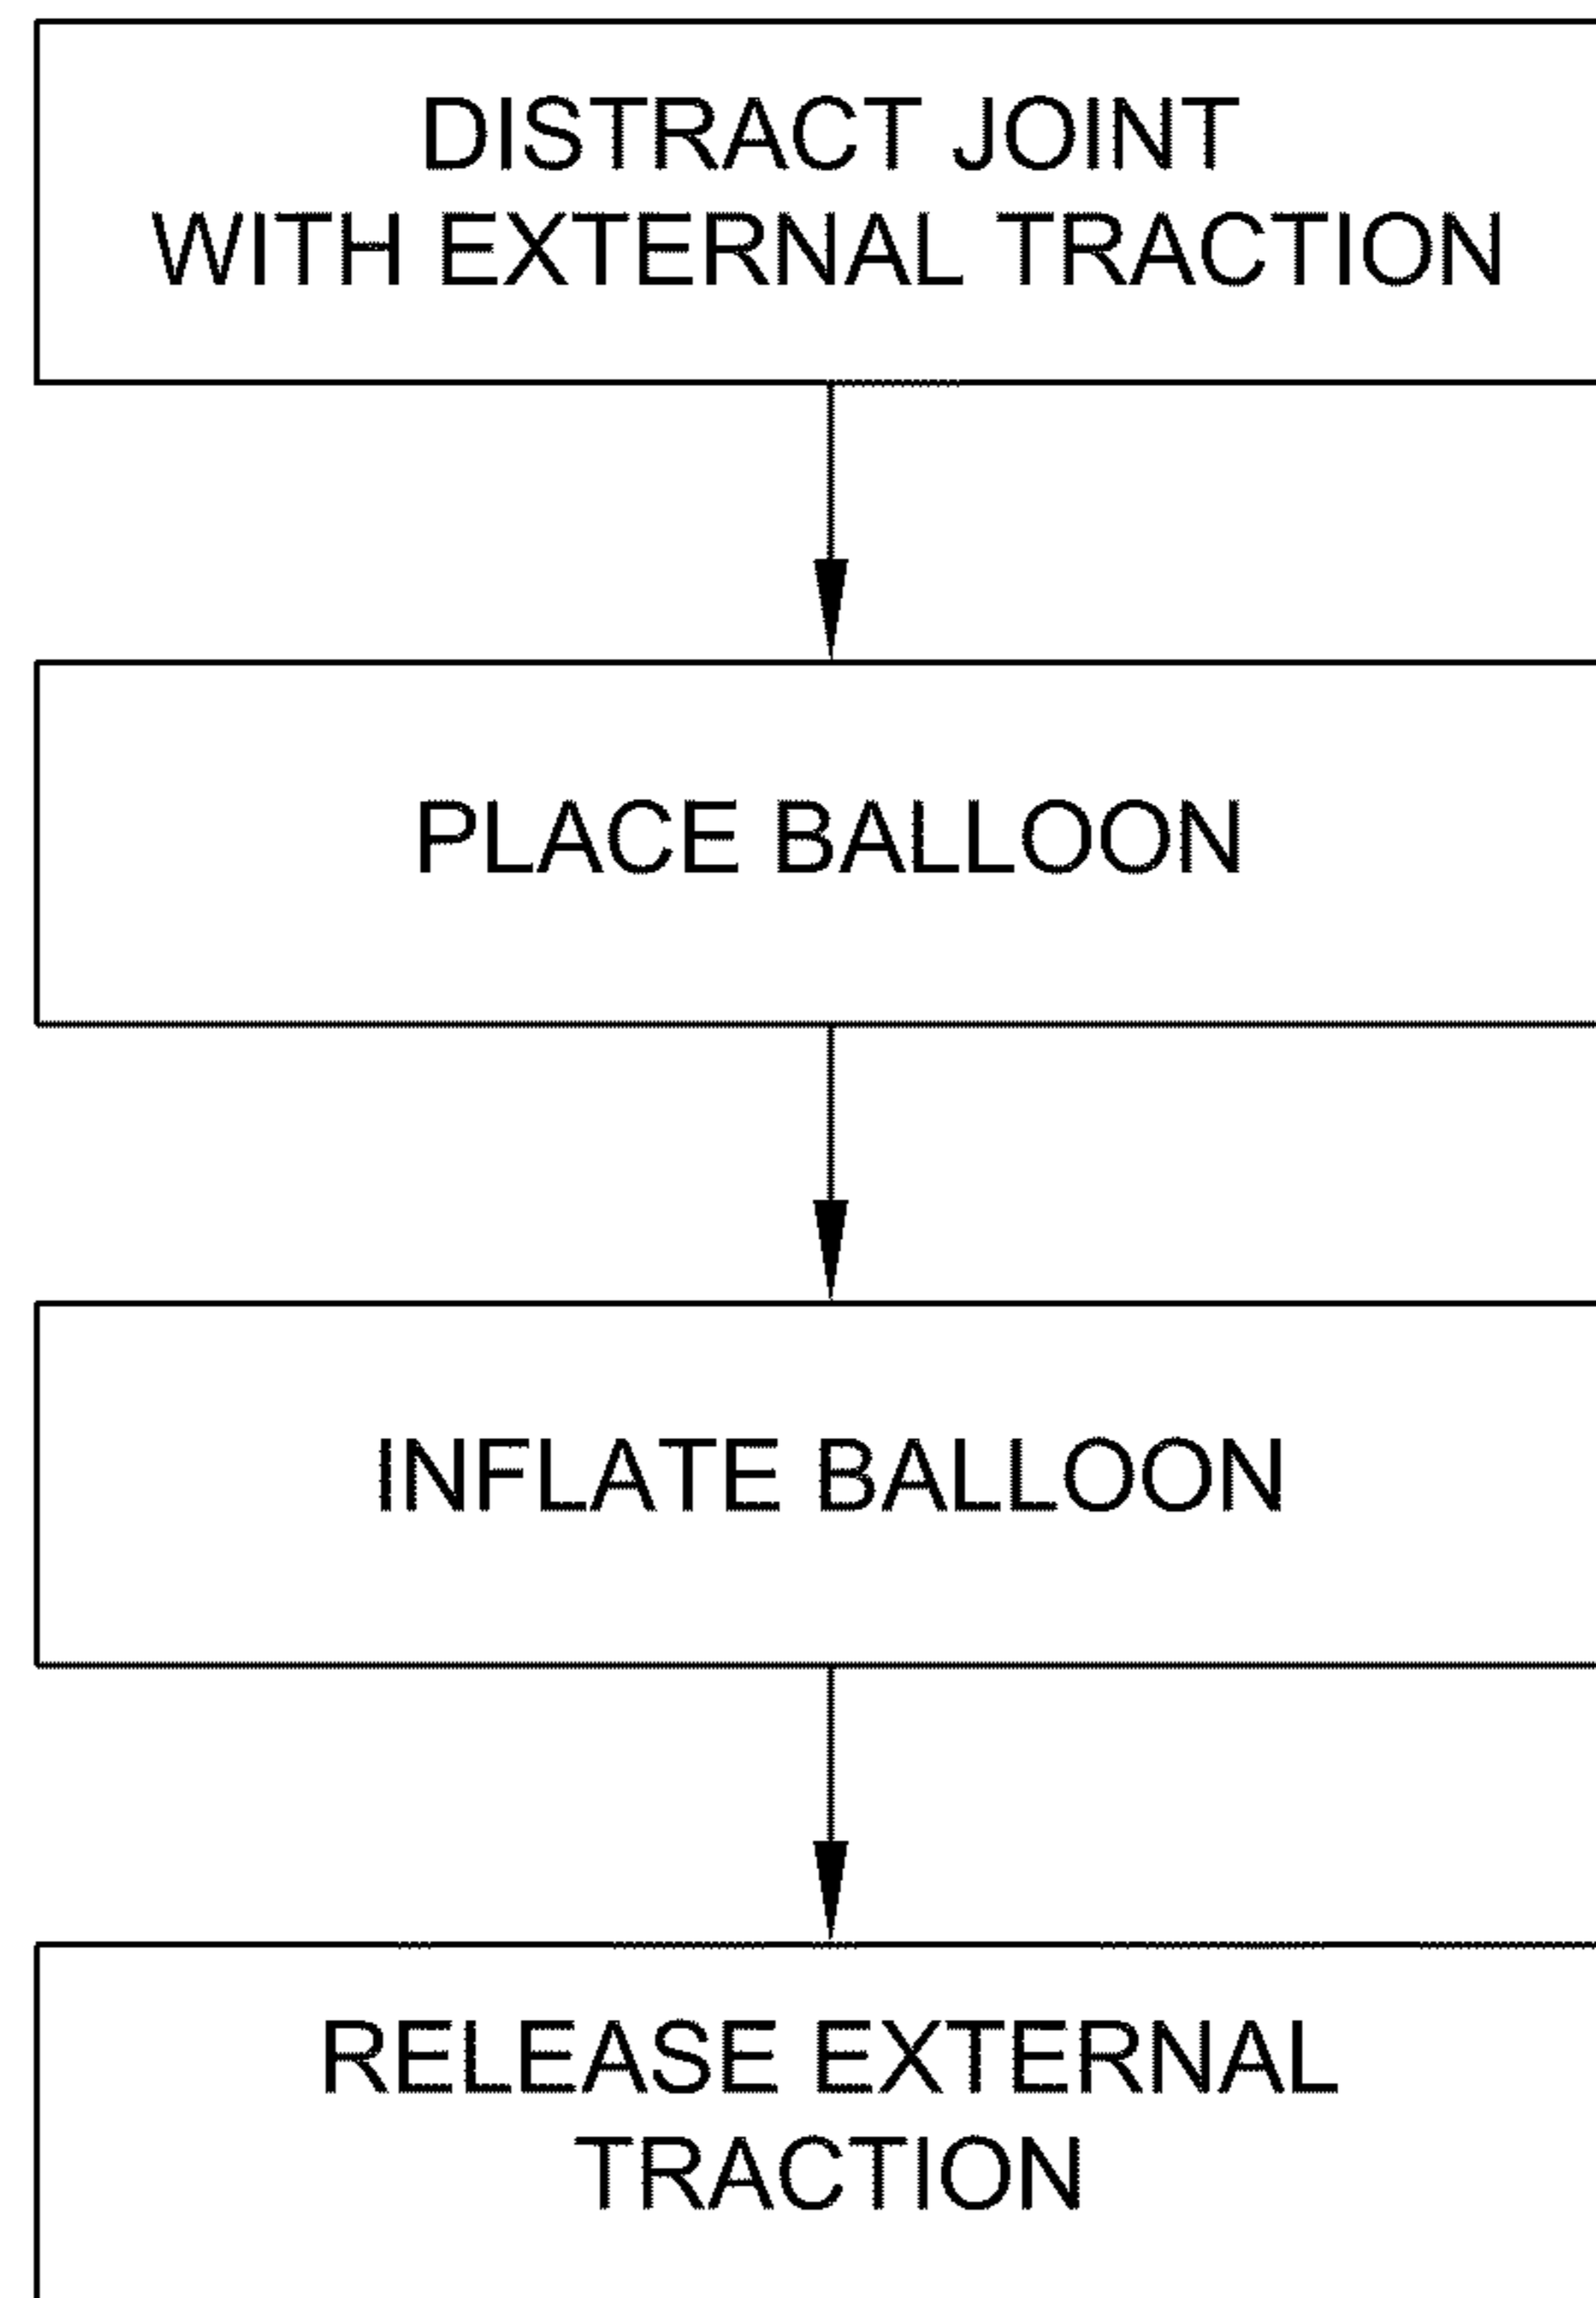 DISTRACT JOINT
WITH EXTERNAL TRACTION
PLACE BALLOON
INFLATE BALLOON
RELEASE EXTERNAL
TRACTION